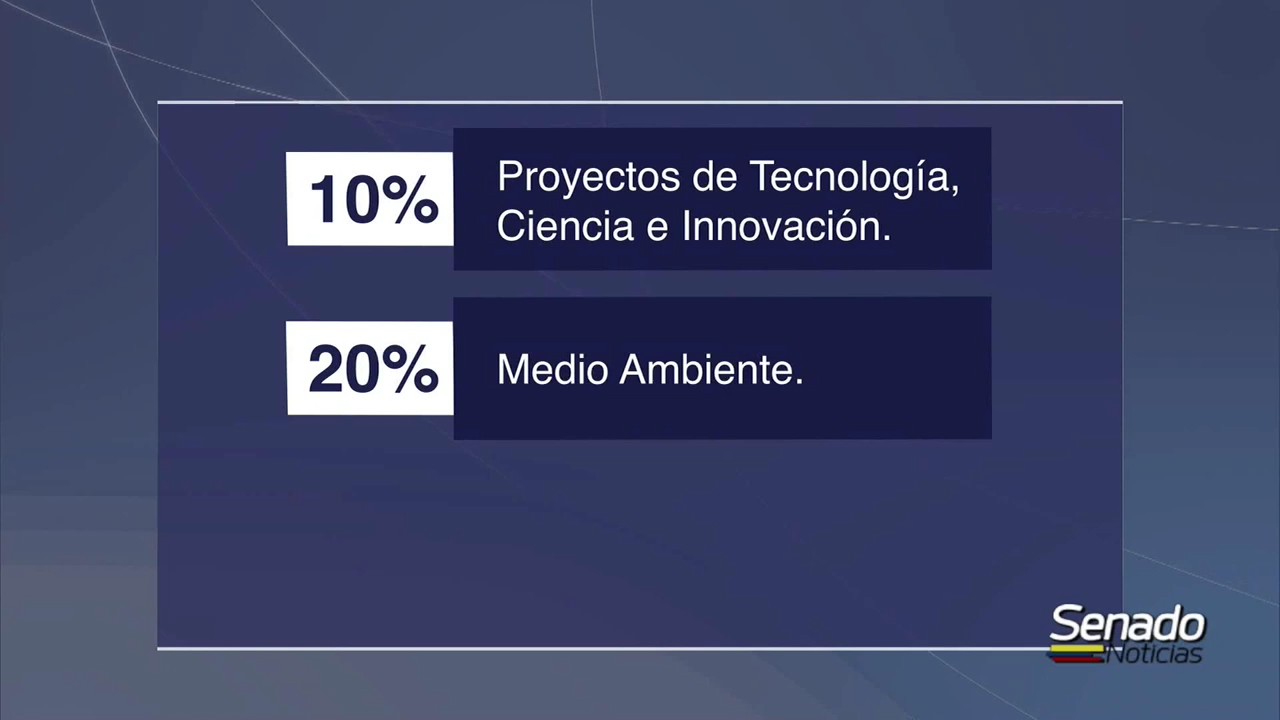 10%
Proyectos de Tecnología,
Ciencia e Innovación.
20%
Medio Ambiente.
Senado
Noticias